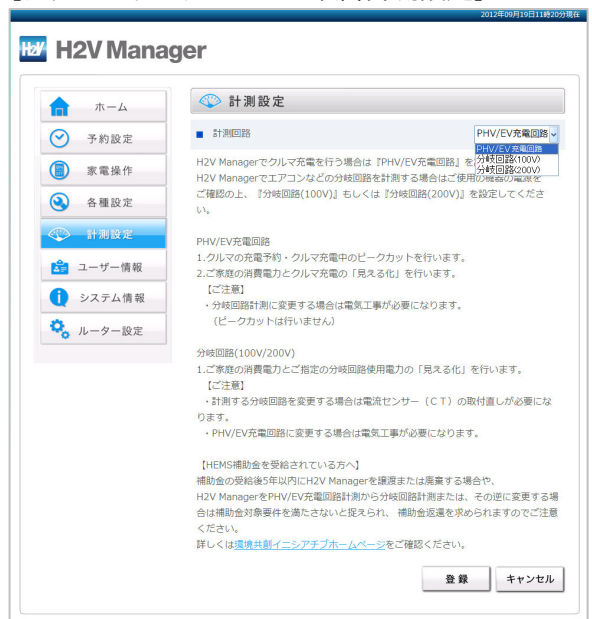 2012年09月19日11時20分現在
H2V H2V Manager
ホーム
予約設定
家電操作
各種設定
計測設定
ユーザー情報
システム情報
ルーター設定
計測設定
計測回路
PHV/EV充電回路
PHV/EV充電回路
分岐回路(100V)
分岐回路(200V)
H2V Managerでクルマ充電を行う場合は『PHV/EV充電回路』を
H2V Managerでエアコンなどの分岐回路を計測する場合はご使用の機器の電源を
ご確認の上、『分岐回路(100V)』もしくは『分岐回路(200V)』を設定してくださ
い。
PHV/EV充電回路
1.クルマの充電予約・クルマ充電中のピークカットを行います。
2.ご家庭の消費電力とクルマ充電の「見える化」を行います。
【ご注意】
・分岐回路計測に変更する場合は電気工事が必要になります。
（ピークカットは行いません）
分岐回路(100V/200V)
1.ご家庭の消費電力とご指定の分岐回路使用電力の「見える化」を行います。
【ご注意】
・計測する分岐回路を変更する場合は電流センサー（ＣＴ）の取付直しが必要にな
ります。
・PHV/EV充電回路に変更する場合は電気工事が必要になります。
【HEMS補助金を受給されている方へ】
補助金の受給後5年以内にH2V Managerを譲渡または廃棄する場合や、
H2V ManagerをPHV/EV充電回路計測から分岐回路計測または、その逆に変更する場
合は補助金対象要件を満たさないと捉えられ、 補助金返還を求められますのでご注意
ください。
詳しくは環境共創イニシアチブホームページをご確認ください。
登録 キャンセル